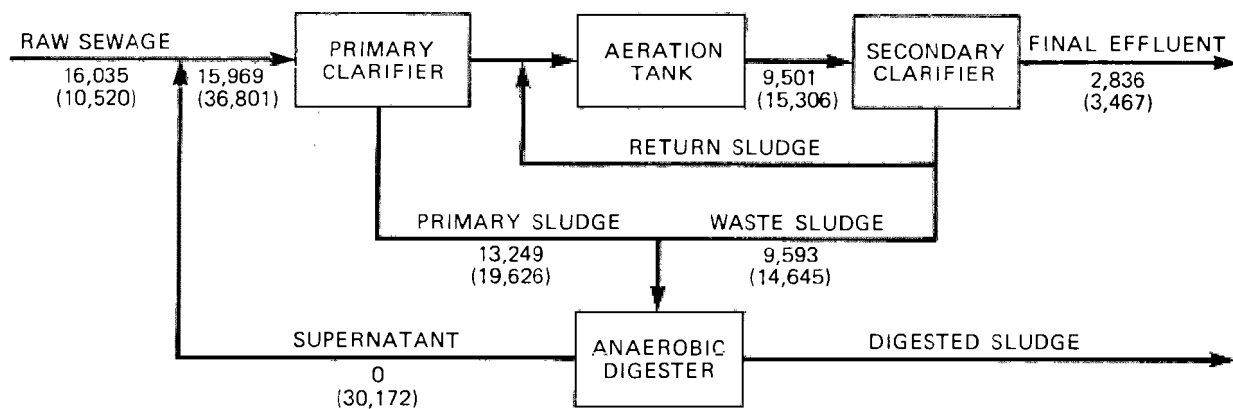 RAW SEWAGE
16,035
(10,520)
15,969
(36,801)
PRIMARY
CLARIFIER
AERATION
TANK
9,501
(15,306)
SECONDARY
CLARIFIER
FINAL EFFLUENT
2,836
(3,467)
RETURN SLUDGE
PRIMARY SLUDGE
13,249
(19,626)
WASTE SLUDGE
9,593
(14,645)
SUPERNATANT
0
(30,172)
ANAEROBIC
DIGESTER
DIGESTED SLUDGE